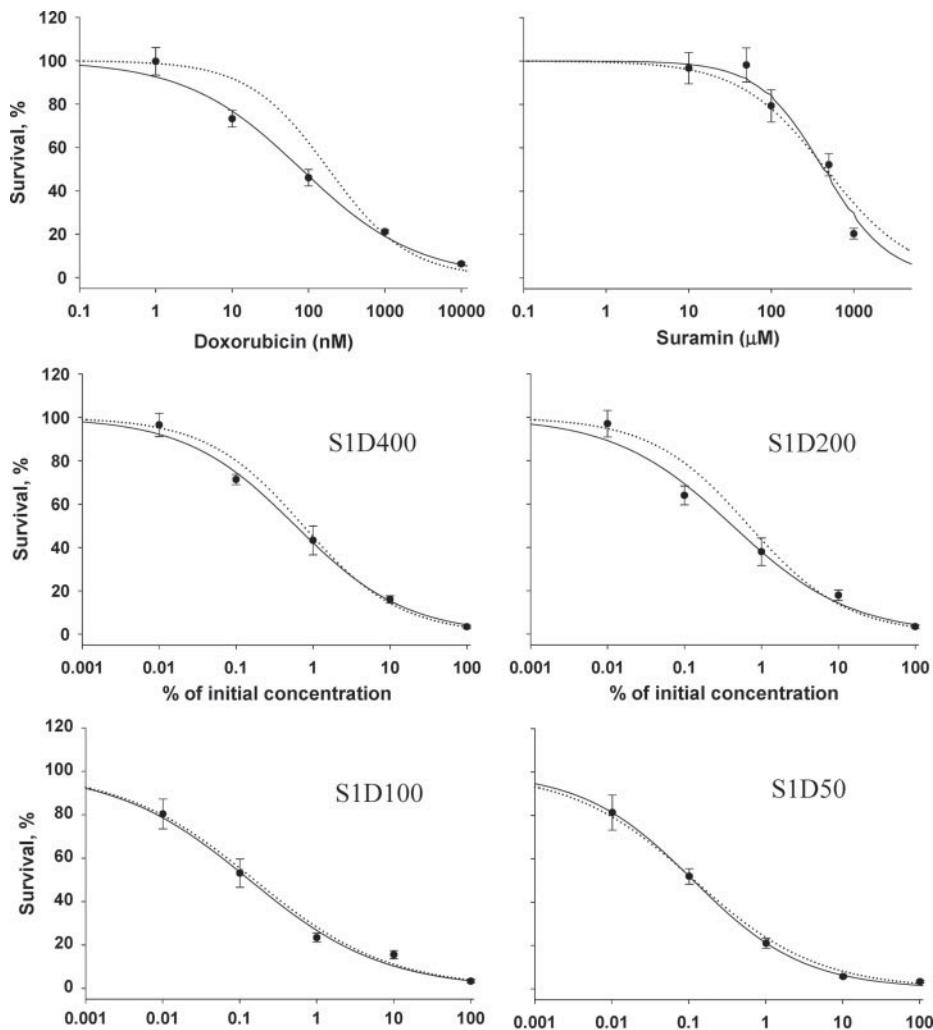 120
100
80
60
40
20
0
Survival, %
0.1 1 10 100 1000 10000
Doxorubicin (nM)
0.1 1 10 100 1000
Suramin (μM)
120
100
80
60
40
20
0
Survival, %
S1D400
0.001 0.01 0.1 1 10 100
% of initial concentration
S1D200
0.001 0.01 0.1 1 10 100
% of initial concentration
120
100
80
60
40
20
0
Survival, %
S1D100
0.001 0.01 0.1 1 10 100
S1D50
0.001 0.01 0.1 1 10 100